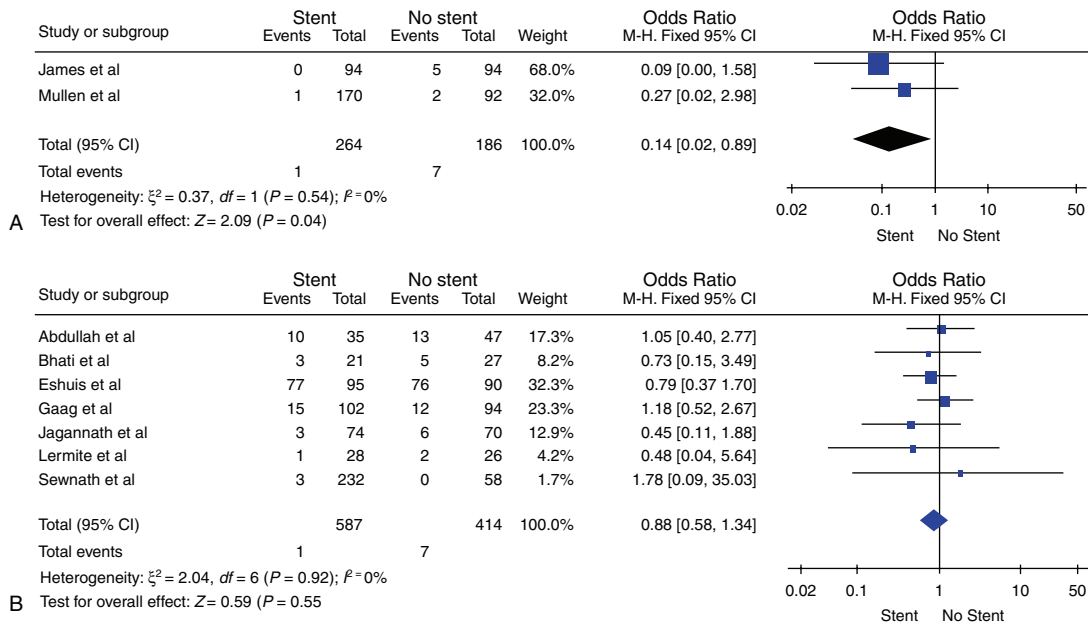 Stent No stent Odds Ratio Odds Ratio
Study or subgroup Events Total Events Total Weight M-H. Fixed 95% CI M-H. Fixed 95% CI
James et al 0 94 5 94 68.0% 0.09 [0.00, 1.58]
Mullen et al 1 170 2 92 32.0% 0.27 [0.02, 2.98]
Total (95% CI) 264 186 100.0% 0.14 [0.02, 0.89]
Total events 1 7
Heterogeneity: ξ² = 0.37, df = 1 (P = 0.54); I² = 0%
0.02 0.1 1 10 50
A Test for overall effect: Z = 2.09 (P = 0.04)
Stent No Stent
Stent No stent Odds Ratio Odds Ratio
Study or subgroup Events Total Events Total Weight M-H. Fixed 95% CI M-H. Fixed 95% CI
Abdullah et al 10 35 13 47 17.3% 1.05 [0.40, 2.77]
Bhati et al 3 21 5 27 8.2% 0.73 [0.15, 3.49]
Eshuis et al 77 95 76 90 32.3% 0.79 [0.37 1.70]
Gaag et al 15 102 12 94 23.3% 1.18 [0.52, 2.67]
Jagannath et al 3 74 6 70 12.9% 0.45 [0.11, 1.88]
Lermite et al 1 28 2 26 4.2% 0.48 [0.04, 5.64]
Sewnath et al 3 232 0 58 1.7% 1.78 [0.09, 35.03]
Total (95% CI) 587 414 100.0% 0.88 [0.58, 1.34]
Total events 1 7
Heterogeneity: ξ² = 2.04, df = 6 (P = 0.92); I² = 0%
0.02 0.1 1 10 50
B Test for overall effect: Z = 0.59 (P = 0.55
Stent No Stent